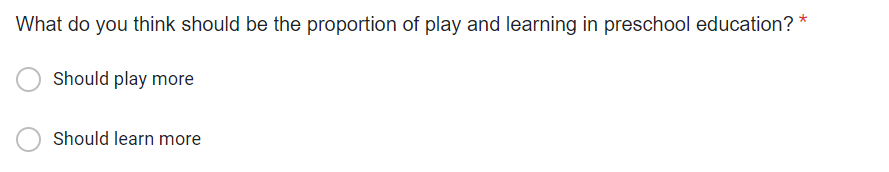 What do you think should be the proportion of play and learning in preschool education? *
Should play more
Should learn more